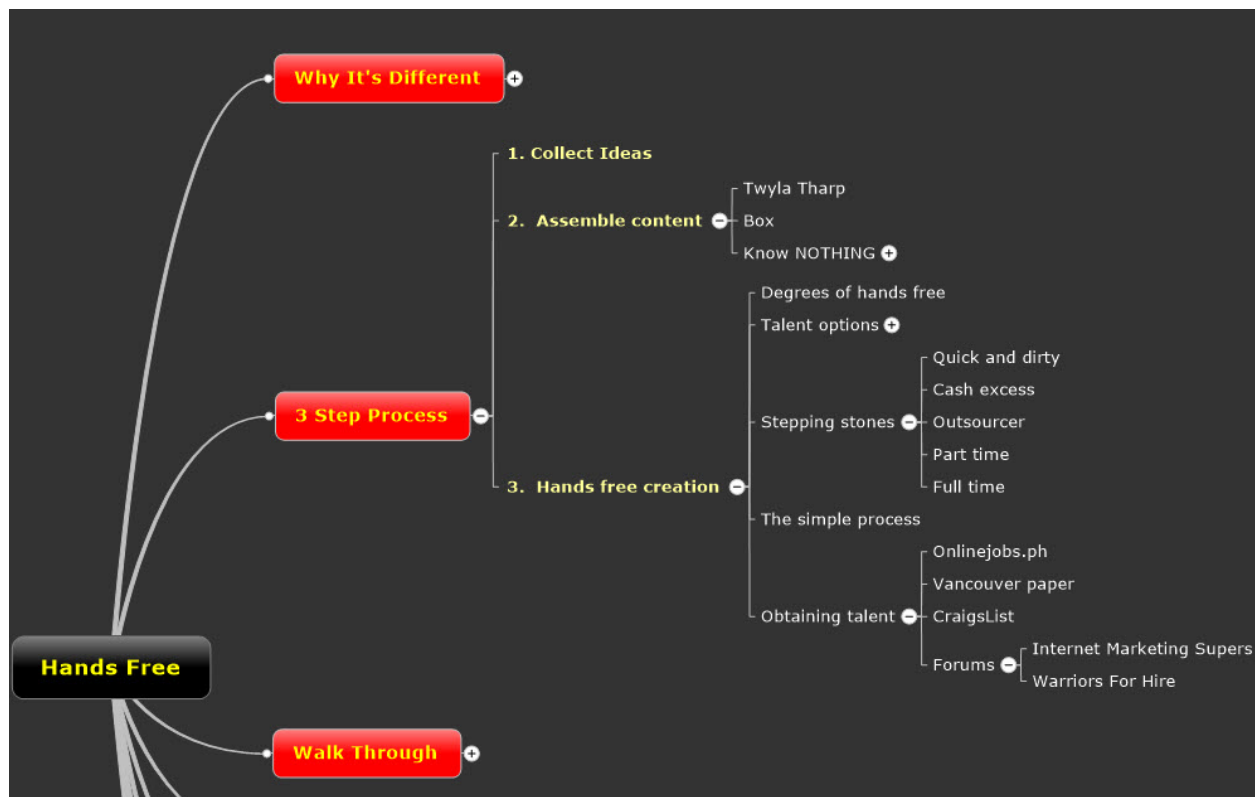 Why It's Different
1. Collect Ideas
Twyla Tharp
2. Assemble content
Box
Know NOTHING
Degrees of hands free
Talent options
Quick and dirty
Cash excess
3 Step Process
Stepping stones
Outsourcer
Part time
3. Hands free creation
Full time
The simple process
Onlinejobs.ph
Vancouver paper
Obtaining talent
CraigsList
Forums
Internet Marketing Supers
Warriors For Hire
Hands Free
Walk Through